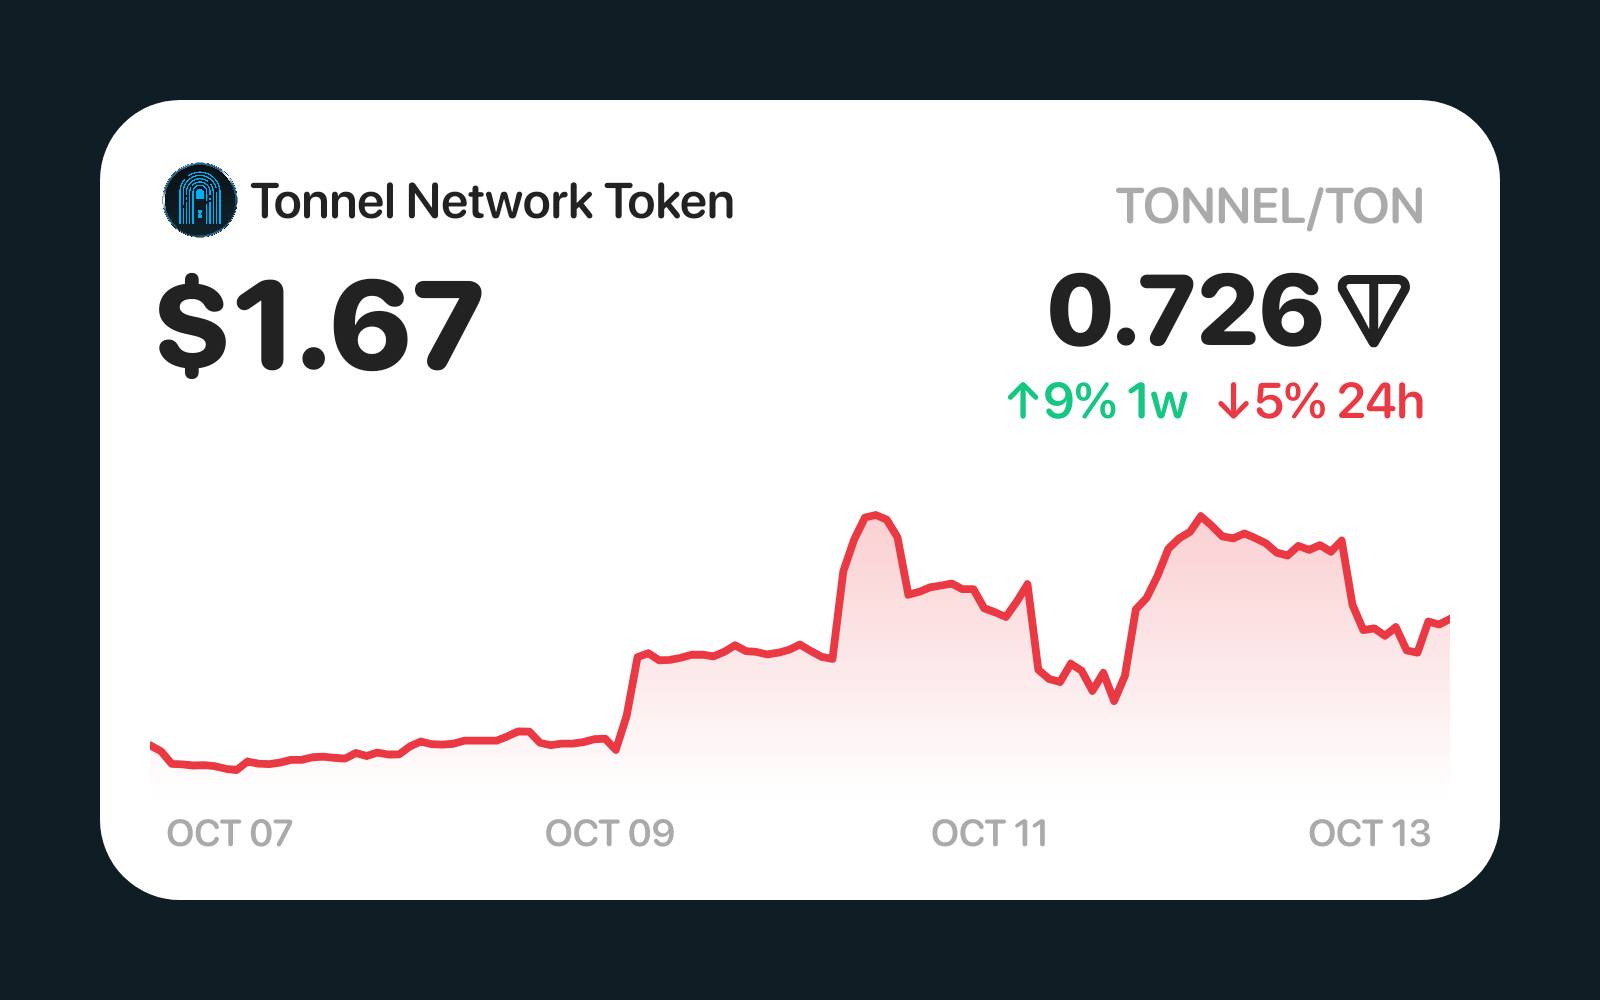 Tonnel Network Token
TONNEL/TON
$1.67
0.726
↑9% 1w ↓5% 24h
OCT 07
OCT 09
OCT 11
OCT 13